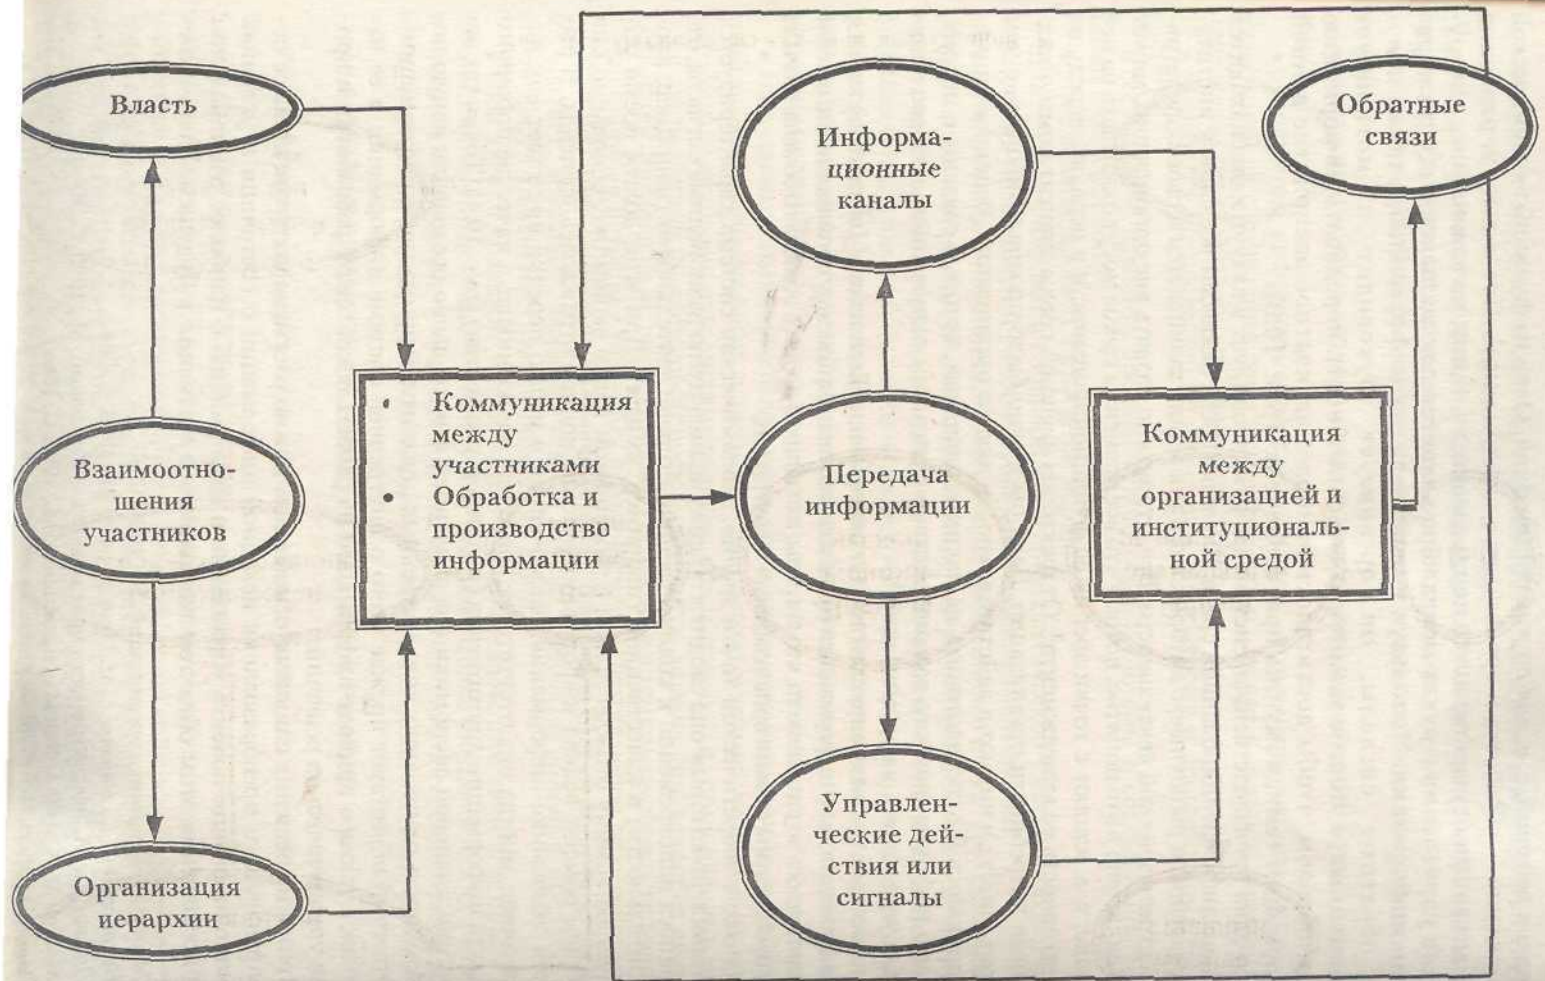 Власть
Взаимоотно-
шения
участников
Организация
иерархии
• Коммуникация
между
участниками
• Обработка и
производство
информации
Информа-
ционные
каналы
Передача
информации
Управлен-
ческие дей-
ствия или
сигналы
Коммуникация
между
организацией и
институциональ-
ной средой
Обратные
связи